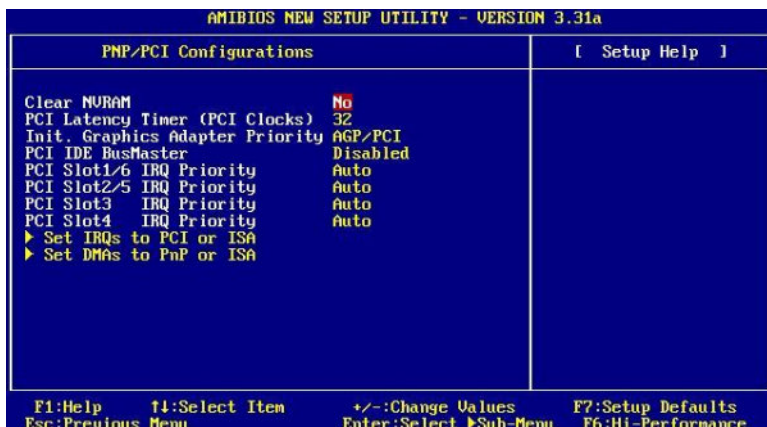 AMIBIOS NEW SETUP UTILITY - VERSION 3.31a
PNP/PCI Configurations
[ Setup Help ]
Clear NVRAM No
PCI Latency Timer (PCI Clocks) 32
Init. Graphics Adapter Priority AGP/PCI
PCI IDE BusMaster Disabled
PCI Slot1/6 IRQ Priority Auto
PCI Slot2/5 IRQ Priority Auto
PCI Slot3 IRQ Priority Auto
PCI Slot4 IRQ Priority Auto
▶ Set IRQs to PCI or ISA
▶ Set DMAs to PnP or ISA
F1:Help ↑↓:Select Item +/-:Change Values F7:Setup Defaults
Esc:Previous Menu Enter:Select ▶Sub-Menu F6:Hi-Performance